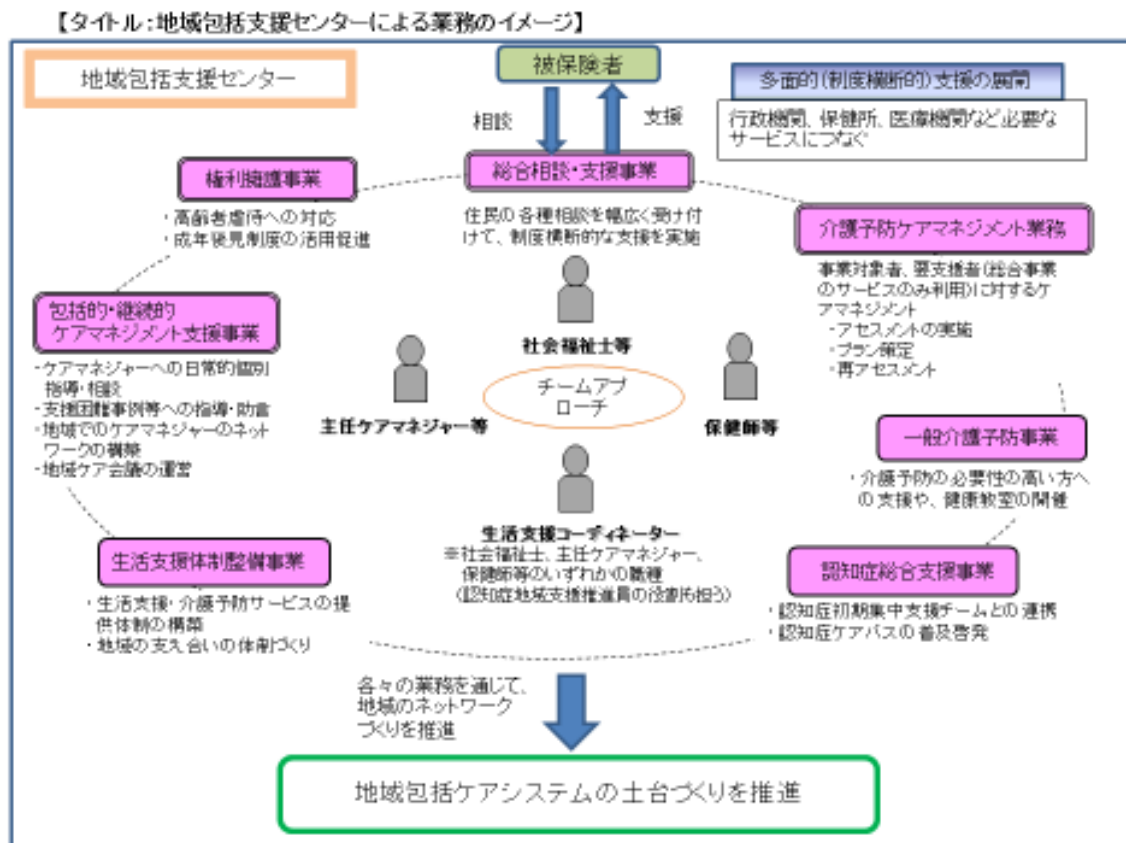 【タイトル:地域包括支援センターによる業務のイメージ】
地域包括支援センター
被保険者
多面的(制度横断的)支援の展開
行政機関、保健所、医療機関など必要な
サービスにつなぐ
相談
支援
権利擁護事業
・高齢者虐待への対応
・成年後見制度の活用促進
総合相談・支援事業
住民の各種相談を幅広く受け付
けて、制度横断的な支援を実施
介護予防ケアマネジメント業務
事業対象者、要支援者(総合事業
のサービスのみ利用)に対するケ
アマネジメント
・アセスメントの実施
・プラン策定
・再アセスメント
包括的・継続的
ケアマネジメント支援事業
・ケアマネジャーへの日常的個別
指導・相談
・支援困難事例等への指導・助言
・地域でのケアマネジャーのネット
ワークの構築
・地域ケア会議の運営
社会福祉士等
チームアプ
ローチ
主任ケアマネジャー等
保健師等
一般介護予防事業
・介護予防の必要性の高い方へ
の支援や、健康教室の開催
生活支援コーディネーター
※社会福祉士、主任ケアマネジャー、
保健師等のいずれかの職種
(認知症地域支援推進員の役割も担う)
生活支援体制整備事業
・生活支援・介護予防サービスの提
供体制の構築
・地域の支え合いの体制づくり
認知症総合支援事業
・認知症初期集中支援チームとの連携
・認知症ケアパスの普及啓発
各々の業務を通じて、
地域のネットワーク
づくりを推進
地域包括ケアシステムの土台づくりを推進